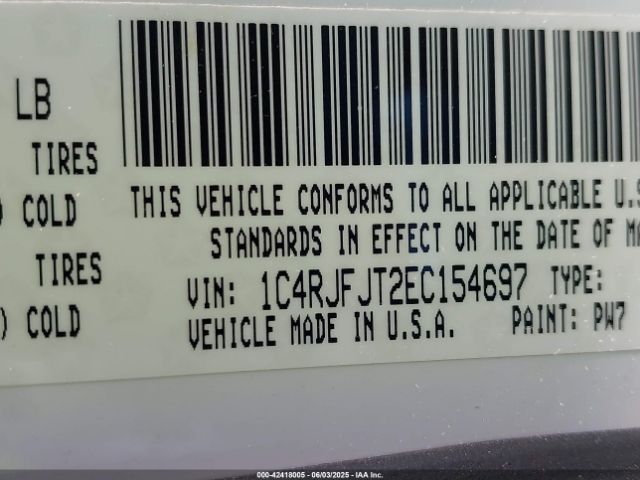 LB
TIRES
) COLD
TIRES
) COLD
THIS VEHICLE CONFORMS TO ALL APPLICABLE U.S
STANDARDS IN EFFECT ON THE DATE OF MA
VIN: 1C4RJFJT2EC154697 TYPE:
VEHICLE MADE IN U.S.A. PAINT: PW7
000-42418005 - 06/03/2025 - IAA Inc.